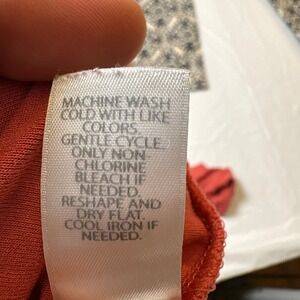 MACHINE WASH
COLD WITH LIKE
COLORS.
GENTLE CYCLE.
ONLY NON-
CHLORINE
BLEACH IF
NEEDED.
RESHAPE AND
DRY FLAT.
COOL IRON IF
NEEDED.